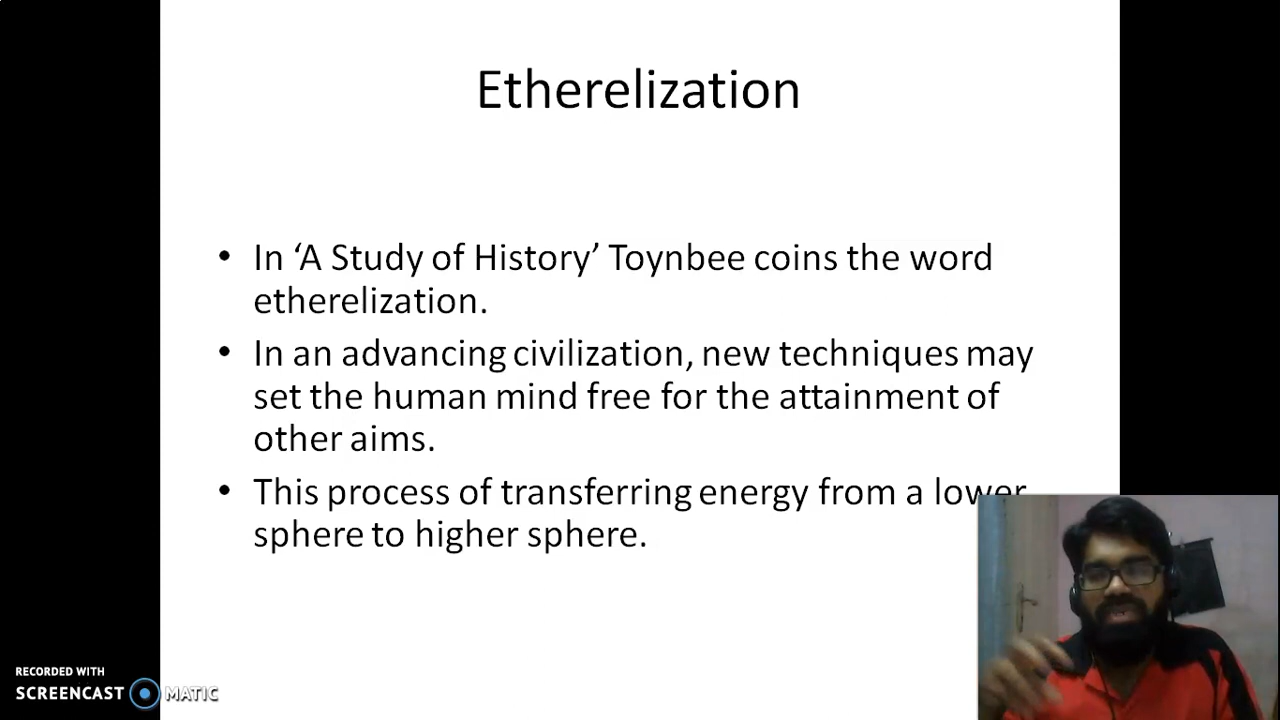 Etherelization
• In ‘A Study of History’ Toynbee coins the word
etherelization.
• In an advancing civilization, new techniques may
set the human mind free for the attainment of
other aims.
• This process of transferring energy from a lower
sphere to higher sphere.
RECORDED WITH
SCREENCAST MATIC